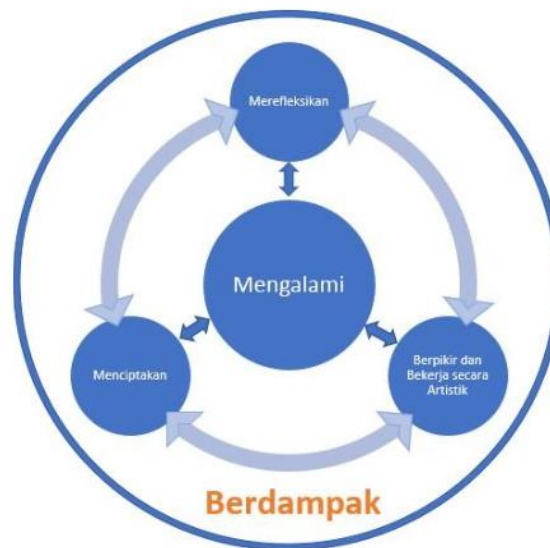 Merefleksikan
Mengalami
Menciptakan
Berpikir dan
Bekerja secara
Artistik
Berdampak